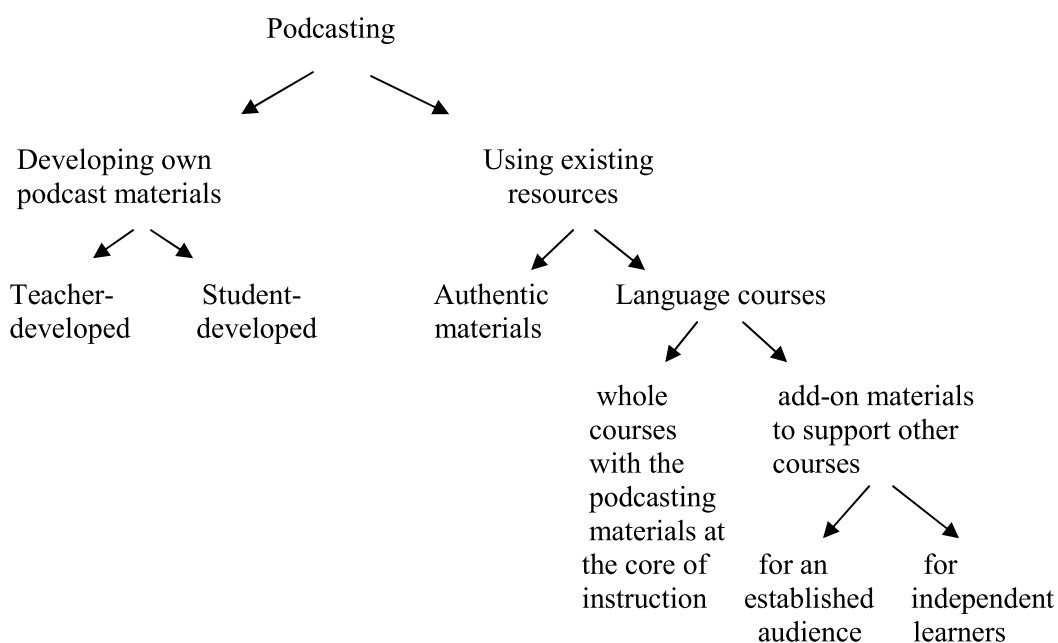 Podcasting
Developing own
podcast materials
Using existing
resources
Teacher-
developed
Student-
developed
Authentic
materials
Language courses
whole
courses
with the
podcasting
materials at
the core of
instruction
add-on materials
to support other
courses
for an
established
audience
for
independent
learners